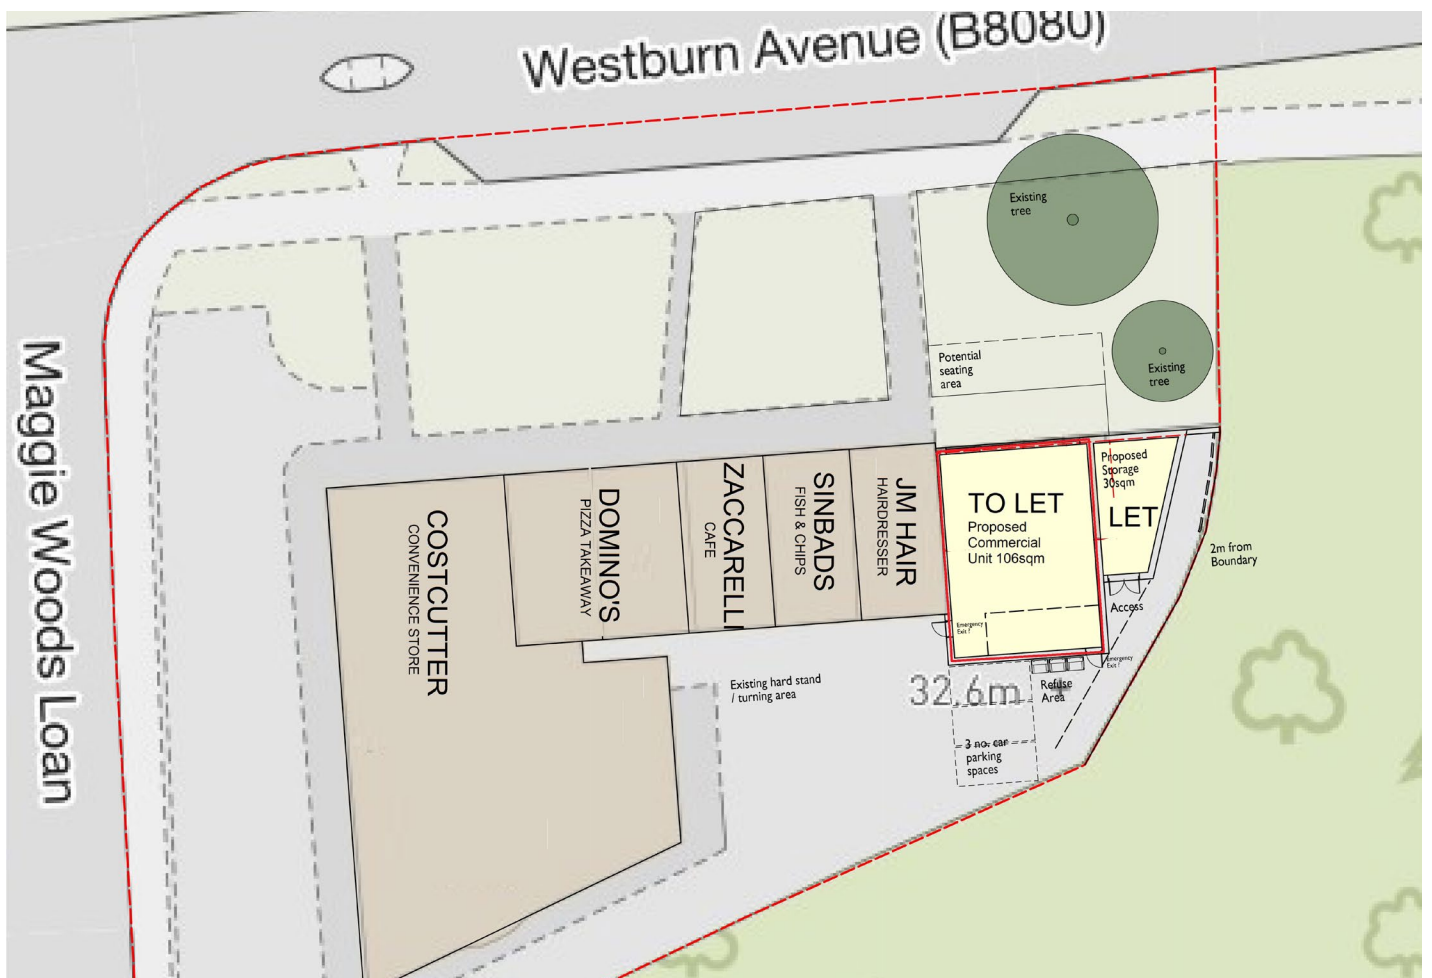 Westburn Avenue (B8080)
Maggie Woods Loan
Existing
tree
Existing
tree
Potential
seating
area
COSTCUTTER
CONVENIENCE STORE
DOMINO'S
PIZZA TAKEAWAY
ZACCARELLI
CAFE
SINBADS
FISH & CHIPS
JM HAIR
HAIRDRESSER
TO LET
Proposed
Commercial
Unit 106sqm
Emergency
Exit ?
Proposed
Storage
30sqm
LET
2m from
Boundary
Access
Emergency
Exit ?
Refuse
Area
32.6m
Existing hard stand
/ turning area
3 no. car
parking
spaces